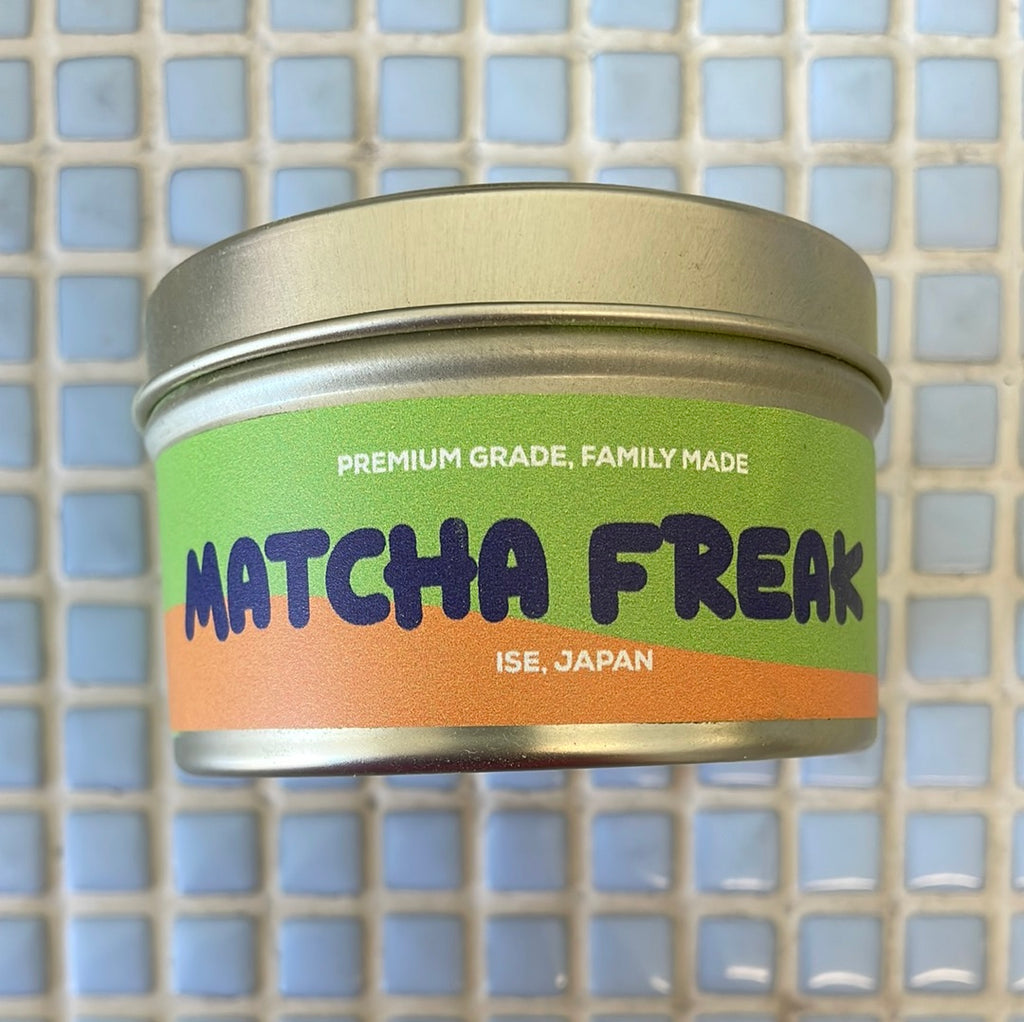 PREMIUM GRADE, FAMILY MADE
MATCHA FREAK
ISE, JAPAN